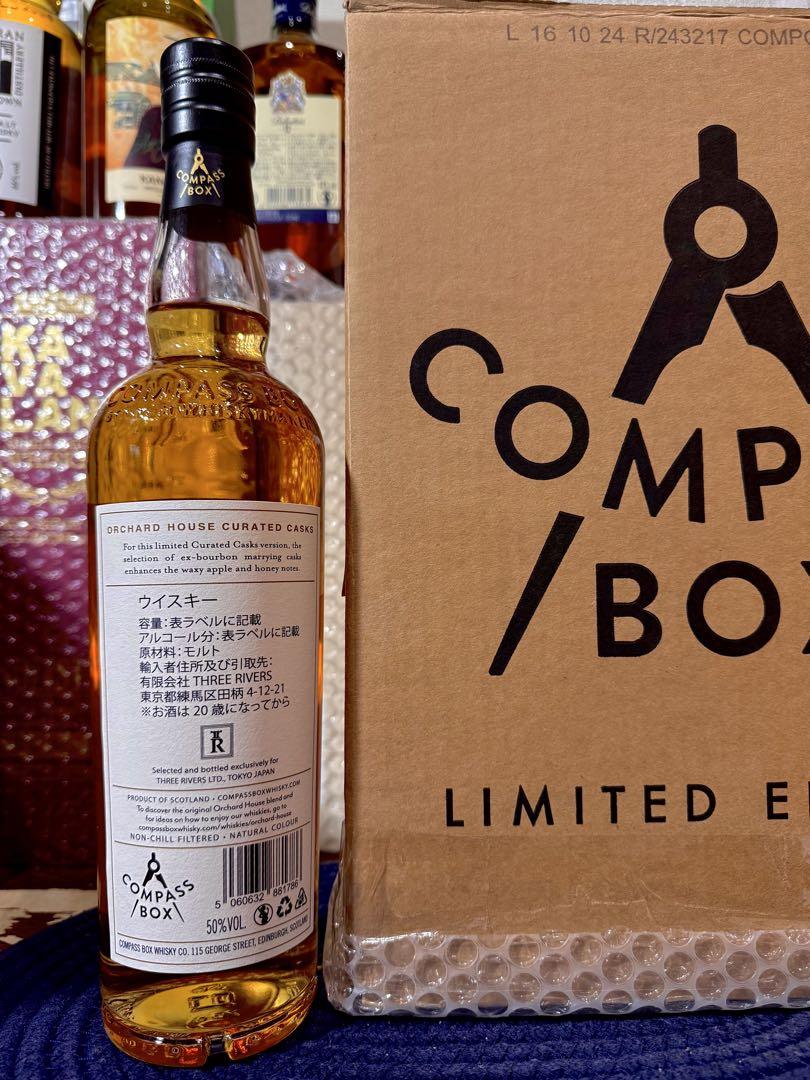 L 16 10 24 R/243217 COMPO
COMPASS
BOX
ORCHARD HOUSE CURATED CASKS
For this limited Curated Casks version, the
selection of ex-bourbon marrying casks
enhances the waxy apple and honey notes.
ウイスキー
容量:表ラベルに記載
アルコール分:表ラベルに記載
原材料:モルト
輸入者住所及び引取先:
有限会社 THREE RIVERS
東京都練馬区田柄 4-12-21
※お酒は 20 歳になってから
TR
Selected and bottled exclusively for
THREE RIVERS LTD., TOKYO JAPAN
PRODUCT OF SCOTLAND • COMPASSBOXWHISKY.COM
To discover the original Orchard House blend and
for ideas on how to enjoy our whiskies, go to
compassboxwhisky.com/whiskies/orchard-house
NON-CHILL FILTERED • NATURAL COLOUR
COMPASS
BOX
5 060632 881786
50%VOL.
COMPASS BOX WHISKY CO. 115 GEORGE STREET, EDINBURGH, SCOTLAND
COMP
BOX
LIMITED E
KA
VA
LAN